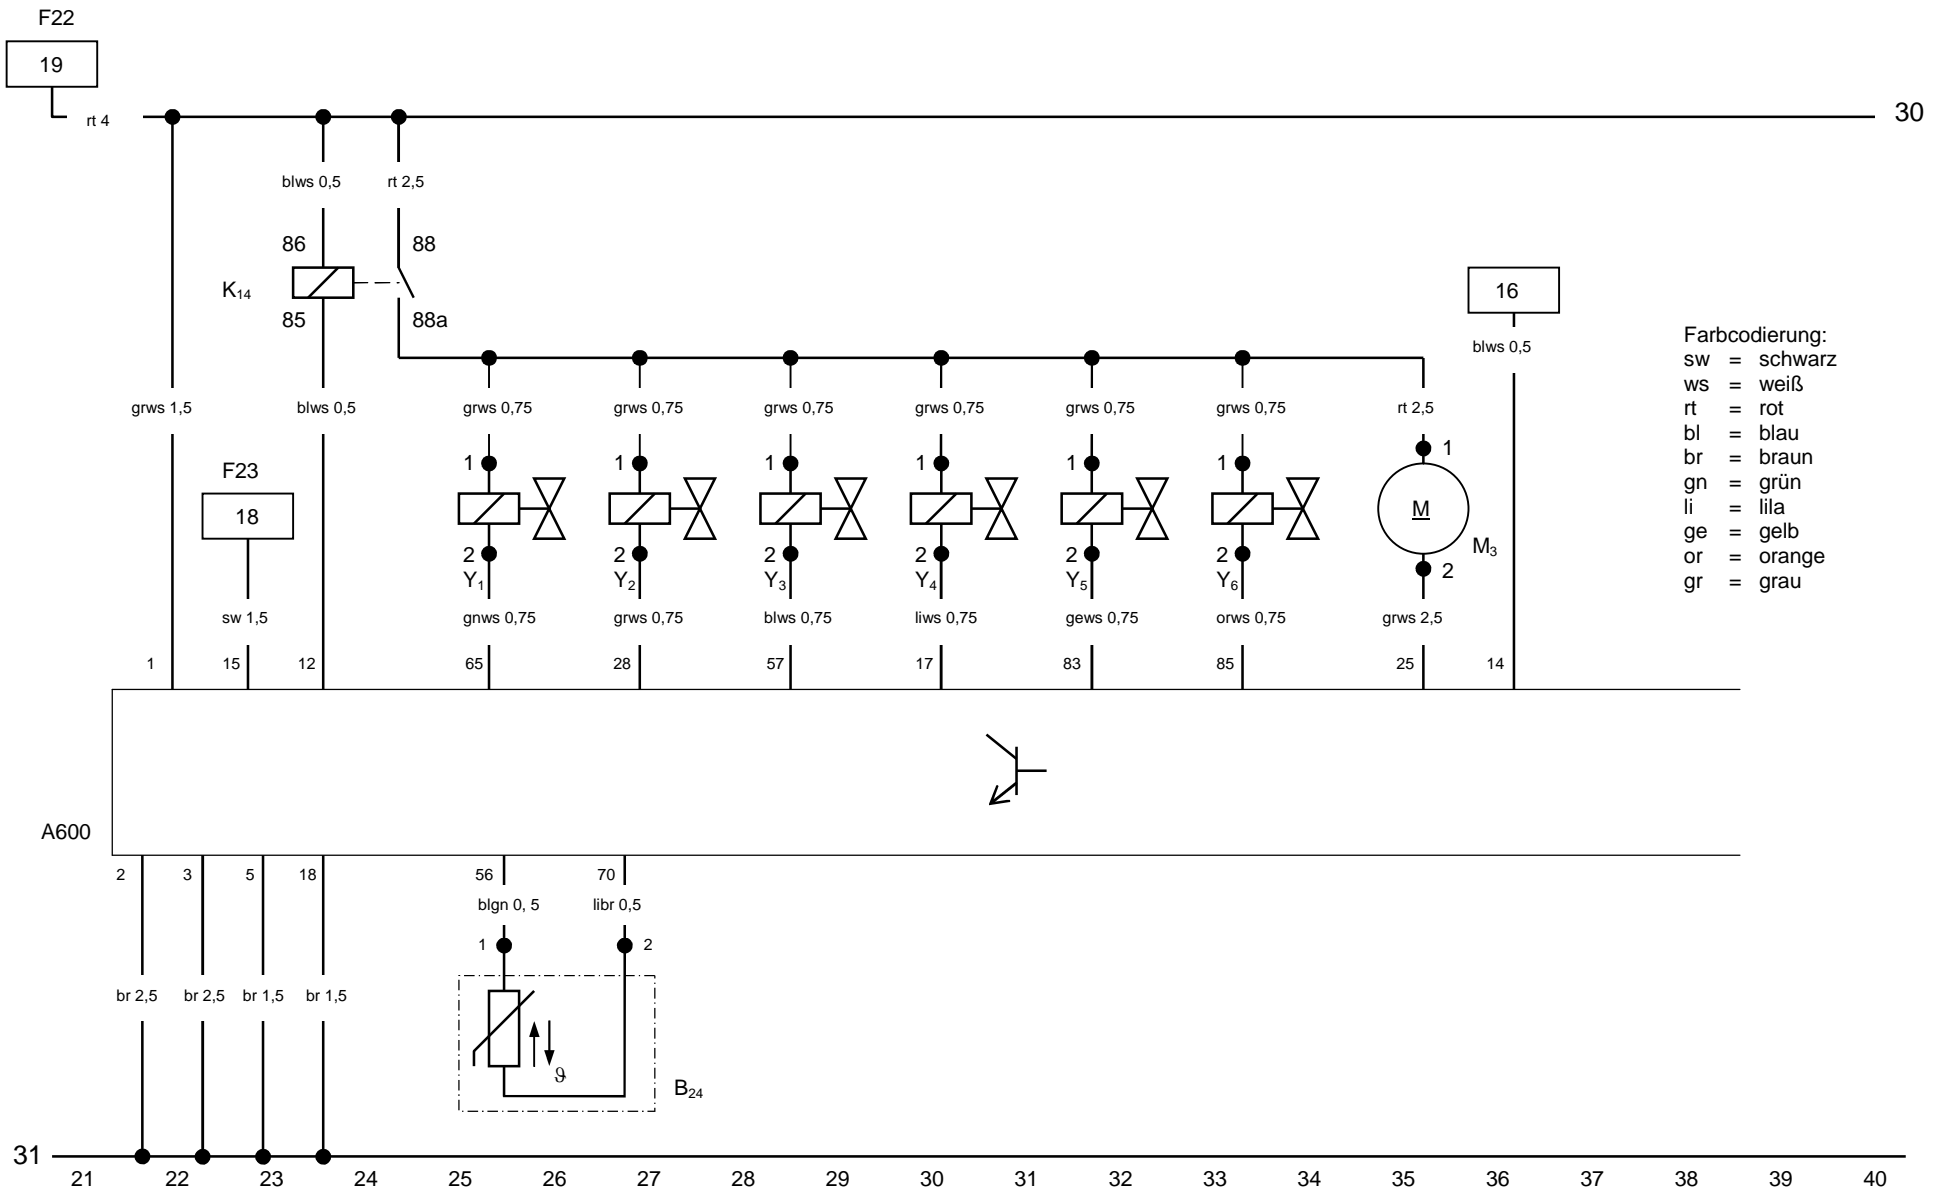 F22
19
rt 4
30
blws 0,5 rt 2,5
86 88
K14
85 88a
16
blws 0,5
Farbcodierung:
sw = schwarz
ws = weiß
rt = rot
bl = blau
br = braun
gn = grün
li = lila
ge = gelb
or = orange
gr = grau
grws 1,5 blws 0,5 grws 0,75 grws 0,75 grws 0,75 grws 0,75 grws 0,75 grws 0,75 rt 2,5
F23
18
1 1 1 1 1 1 1
M
M3
2 2 2 2 2 2 2
Y1 Y2 Y3 Y4 Y5 Y6
sw 1,5 gnws 0,75 grws 0,75 blws 0,75 liws 0,75 gews 0,75 orws 0,75 grws 2,5
1 15 12 65 28 57 17 83 85 25 14
A600
2 3 5 18 56 70
blgn 0, 5 libr 0,5
1 2
br 2,5 br 2,5 br 1,5 br 1,5
ϑ
B24
31
21 22 23 24 25 26 27 28 29 30 31 32 33 34 35 36 37 38 39 40